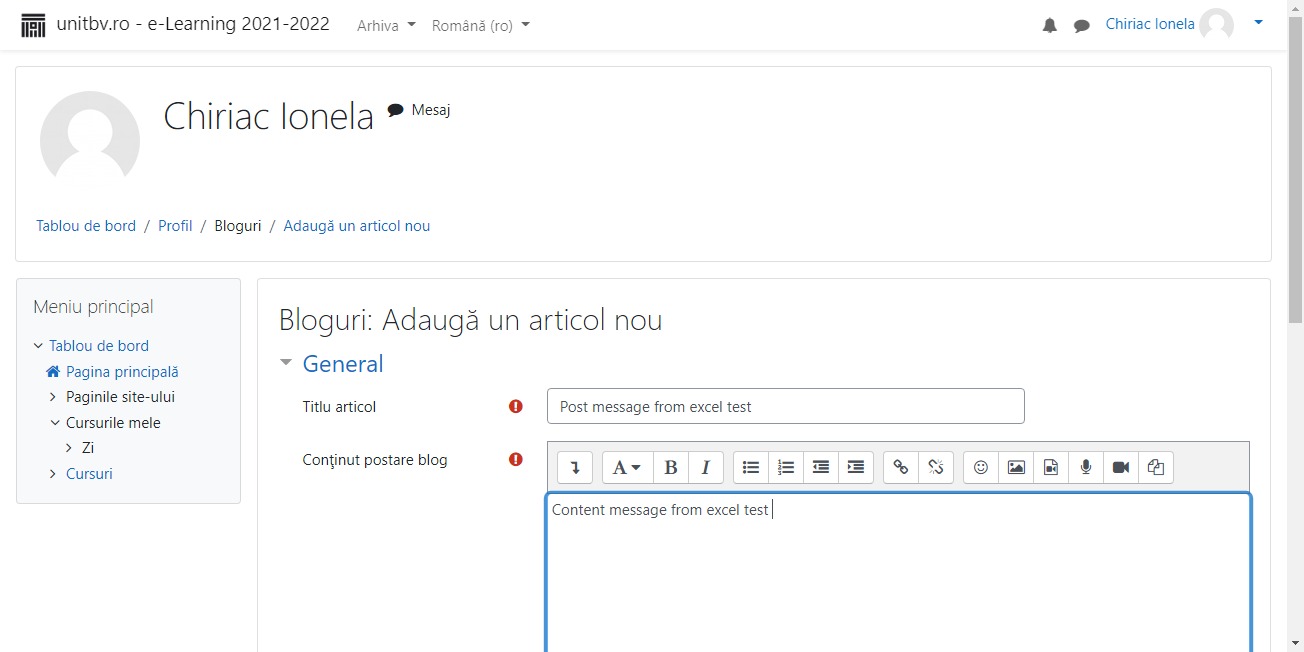 unitbv.ro - e-Learning 2021-2022 Arhiva Română (ro) Chiriac Ionela
Chiriac Ionela Mesaj
Tablou de bord / Profil / Bloguri / Adaugă un articol nou
Meniu principal
Tablou de bord
Pagina principală
Paginile site-ului
Cursurile mele
Zi
Cursuri
Bloguri: Adaugă un articol nou
General
Titlu articol
Post message from excel test
Conţinut postare blog
A B I
Content message from excel test